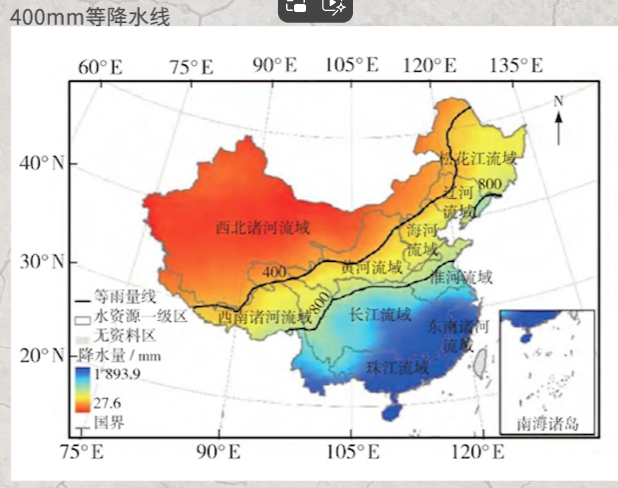 400mm等降水线
60°E 75°E 90°E 105°E 120°E 135°E
N
40°N
30°N
20°N
松花江流域
辽河流域
800
西北诸河流域
海河流域
400
黄河流域
淮河流域
800
西南诸河流域
长江流域
东南诸河流域
珠江流域
等雨量线
水资源一级区
无资料区
降水量 / mm
1 893.9
27.6
国界
南海诸岛
75°E 90°E 105°E 120°E